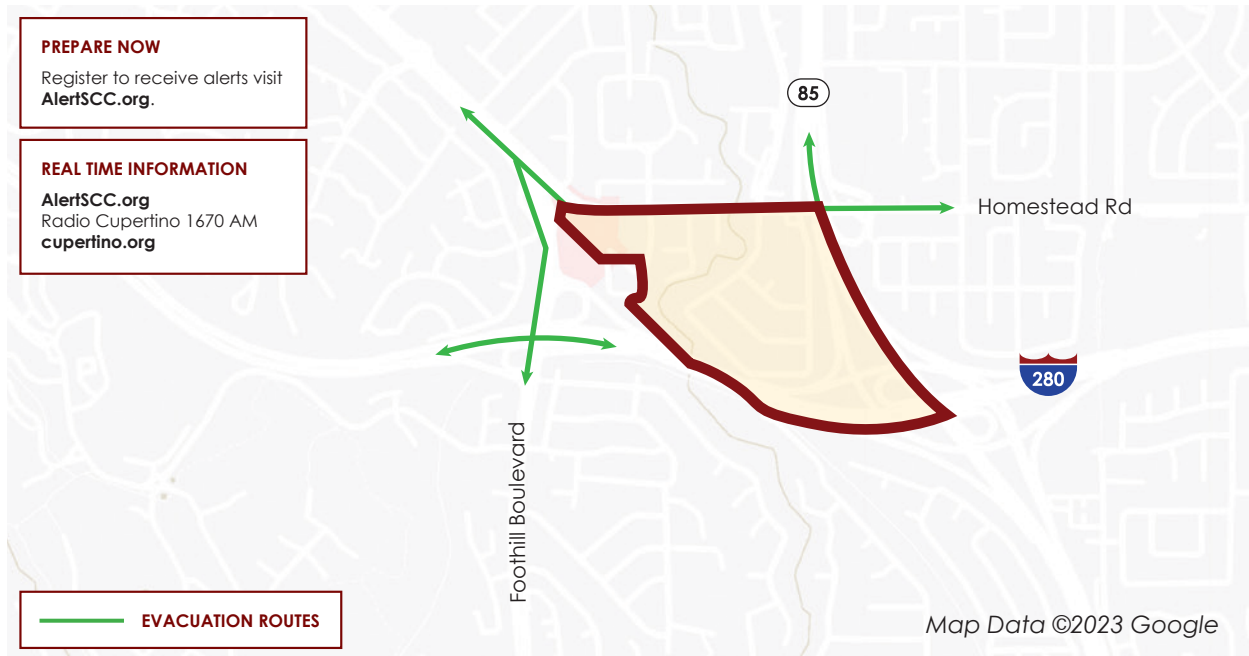 PREPARE NOW
Register to receive alerts visit
AlertSCC.org.
REAL TIME INFORMATION
AlertSCC.org
Radio Cupertino 1670 AM
cupertino.org
85
Homestead Rd
280
Foothill Boulevard
EVACUATION ROUTES
Map Data ©2023 Google